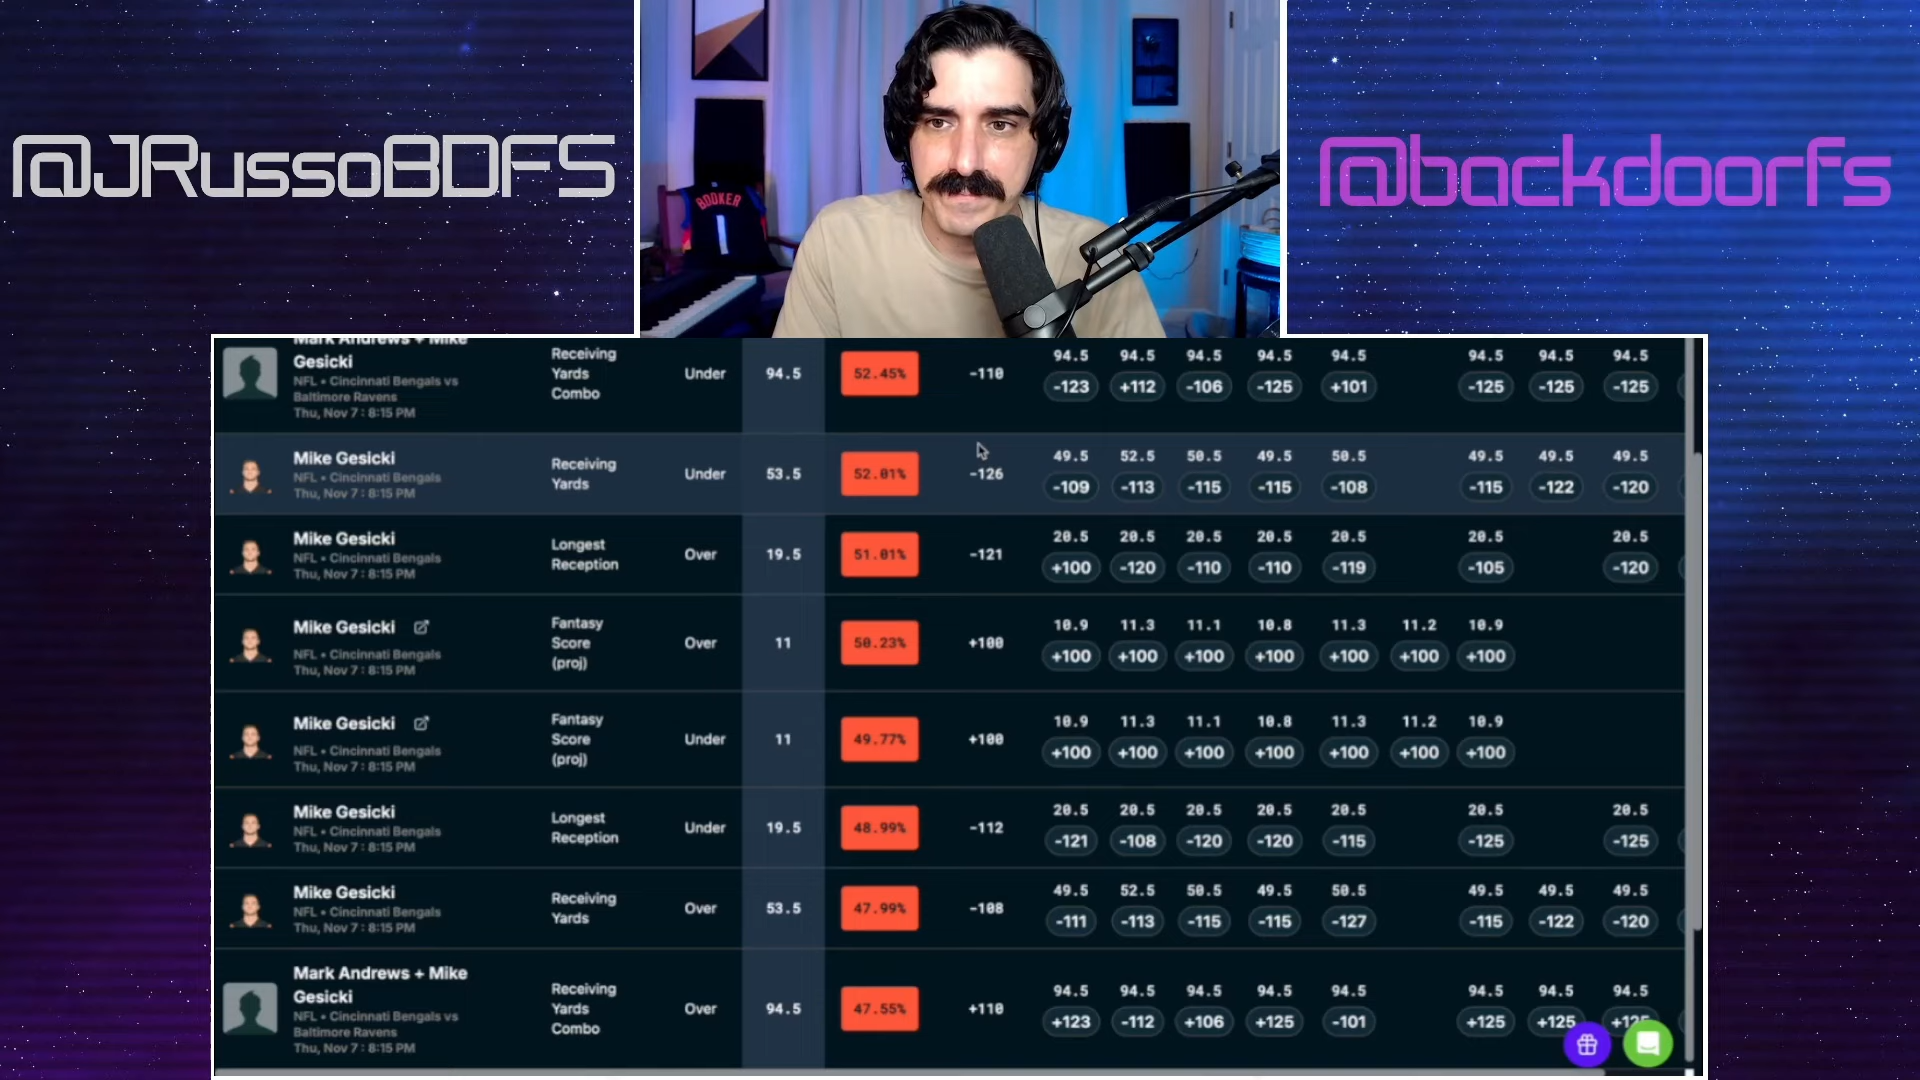 @JRussoBDFS
BOOKER
1
@backdoorfs
Mark Andrews + Mike
Gesicki
NFL • Cincinnati Bengals vs
Baltimore Ravens
Thu, Nov 7 : 8:15 PM
Receiving
Yards
Combo
Under 94.5 52.45% -110
94.5 94.5 94.5 94.5 94.5 94.5 94.5 94.5
-123 +112 -106 -125 +101 -125 -125 -125
Mike Gesicki
NFL • Cincinnati Bengals
Thu, Nov 7 : 8:15 PM
Receiving
Yards
Under 53.5 52.01% -126
49.5 52.5 50.5 49.5 50.5 49.5 49.5 49.5
-109 -113 -115 -115 -108 -115 -122 -120
Mike Gesicki
NFL • Cincinnati Bengals
Thu, Nov 7 : 8:15 PM
Longest
Reception
Over 19.5 51.01% -121
20.5 20.5 20.5 20.5 20.5 20.5 20.5
+100 -120 -110 -110 -119 -105 -120
Mike Gesicki
NFL • Cincinnati Bengals
Thu, Nov 7 : 8:15 PM
Fantasy
Score
(proj)
Over 11 50.23% +100
10.9 11.3 11.1 10.8 11.3 11.2 10.9
+100 +100 +100 +100 +100 +100 +100
Mike Gesicki
NFL • Cincinnati Bengals
Thu, Nov 7 : 8:15 PM
Fantasy
Score
(proj)
Under 11 49.77% +100
10.9 11.3 11.1 10.8 11.3 11.2 10.9
+100 +100 +100 +100 +100 +100 +100
Mike Gesicki
NFL • Cincinnati Bengals
Thu, Nov 7 : 8:15 PM
Longest
Reception
Under 19.5 48.99% -112
20.5 20.5 20.5 20.5 20.5 20.5 20.5
-121 -108 -120 -120 -115 -125 -125
Mike Gesicki
NFL • Cincinnati Bengals
Thu, Nov 7 : 8:15 PM
Receiving
Yards
Over 53.5 47.99% -108
49.5 52.5 50.5 49.5 50.5 49.5 49.5 49.5
-111 -113 -115 -115 -127 -115 -122 -120
Mark Andrews + Mike
Gesicki
NFL • Cincinnati Bengals vs
Baltimore Ravens
Thu, Nov 7 : 8:15 PM
Receiving
Yards
Combo
Over 94.5 47.55% +110
94.5 94.5 94.5 94.5 94.5 94.5 94.5 94.5
+123 -112 +106 +125 -101 +125 +125